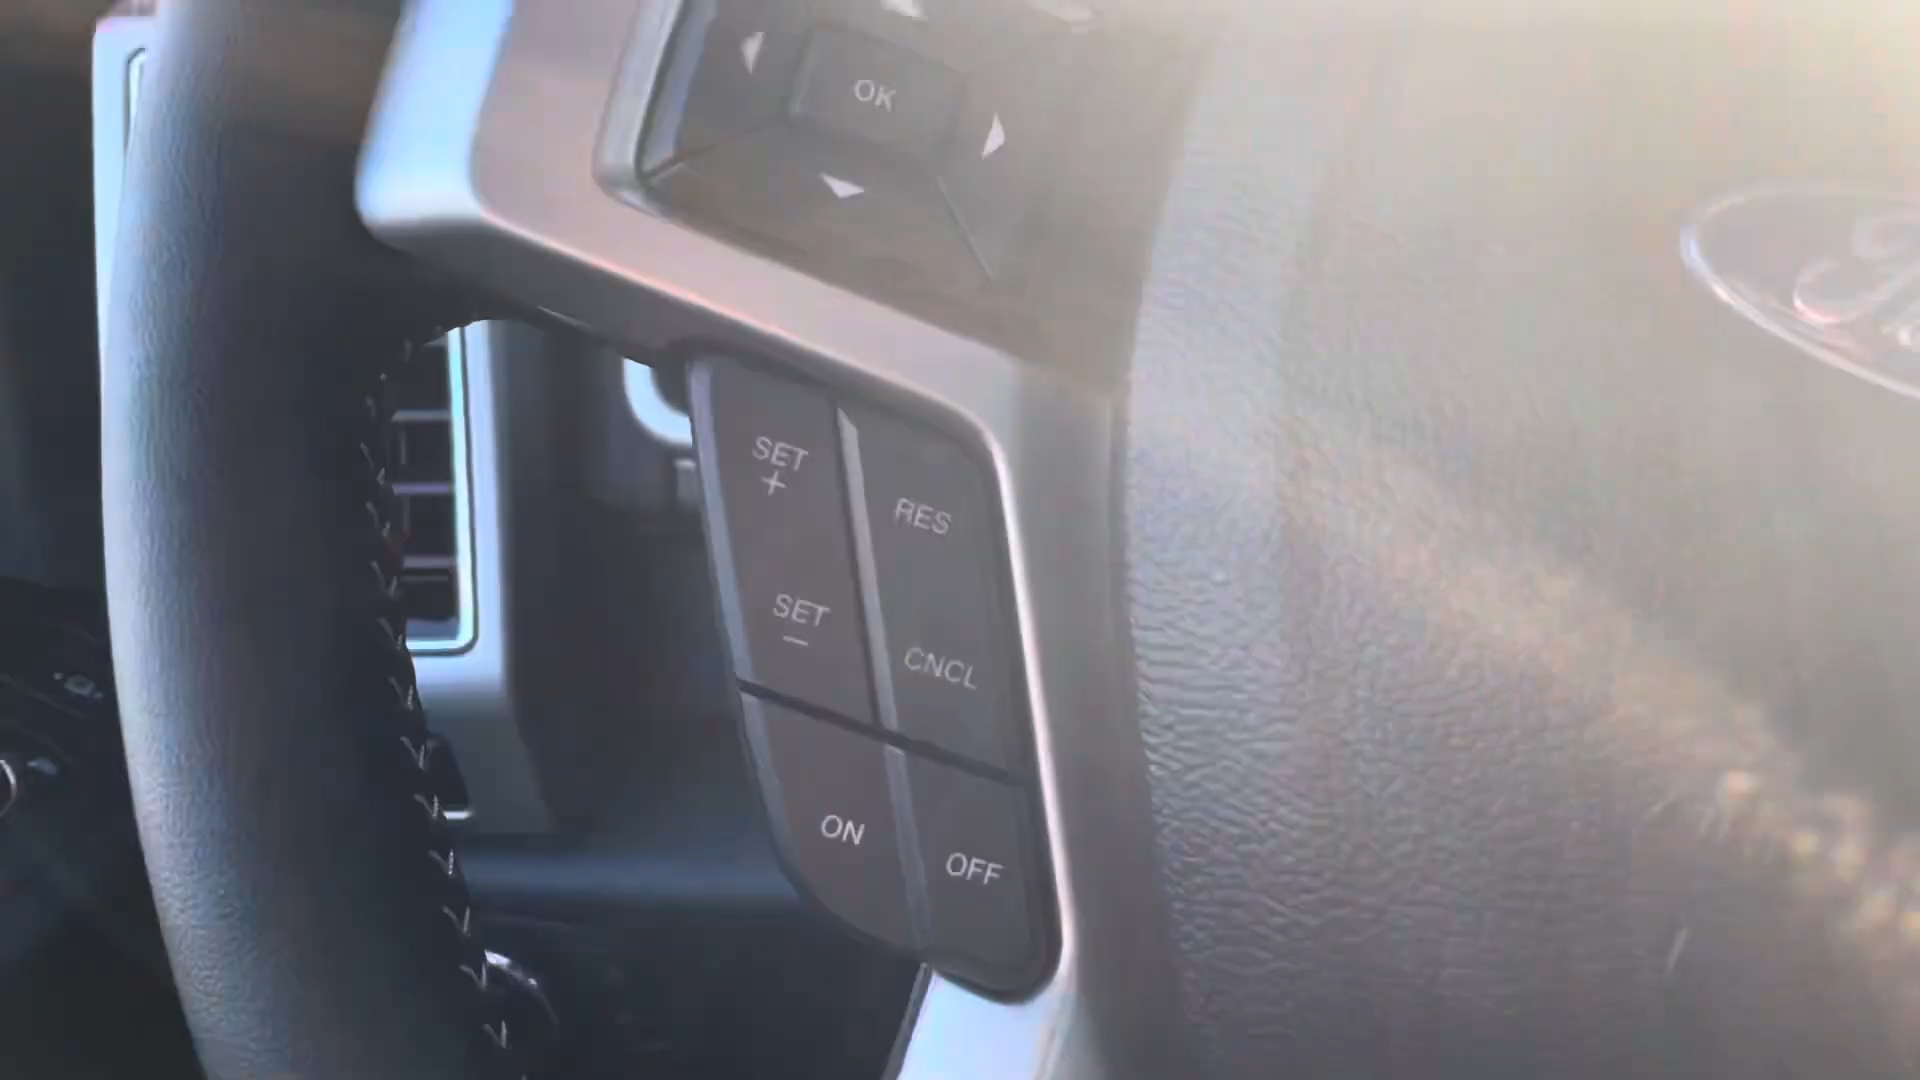 OK
SET
+
RES
SET
−
CNCL
ON
OFF